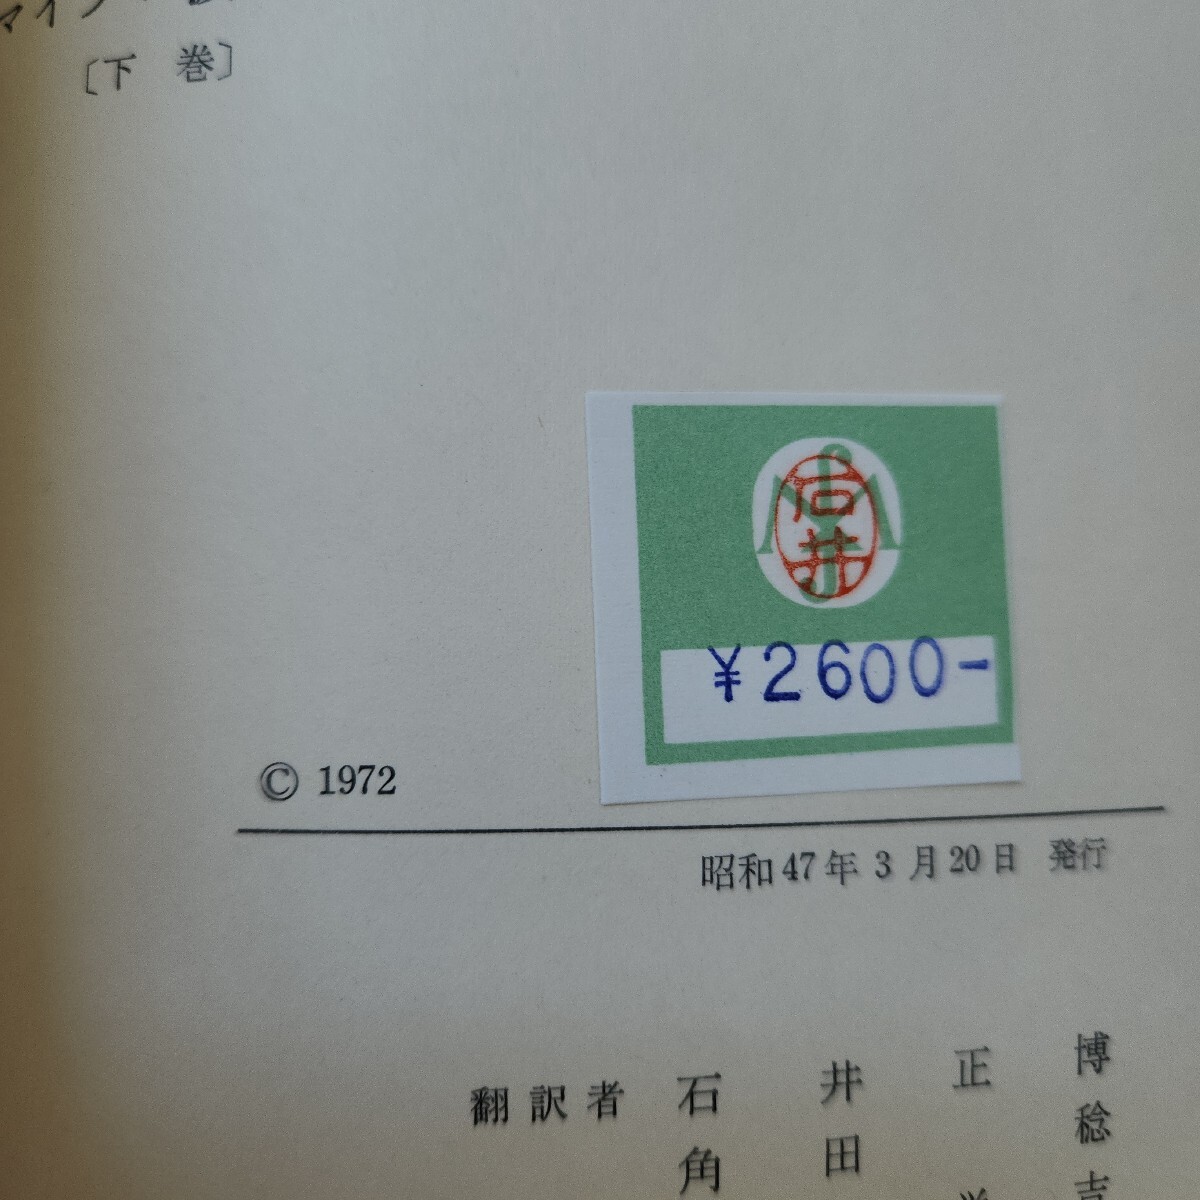 〔下巻〕
石井
¥2600-
© 1972
昭和47年3月20日 発行
翻訳者 石井正博
角田稔